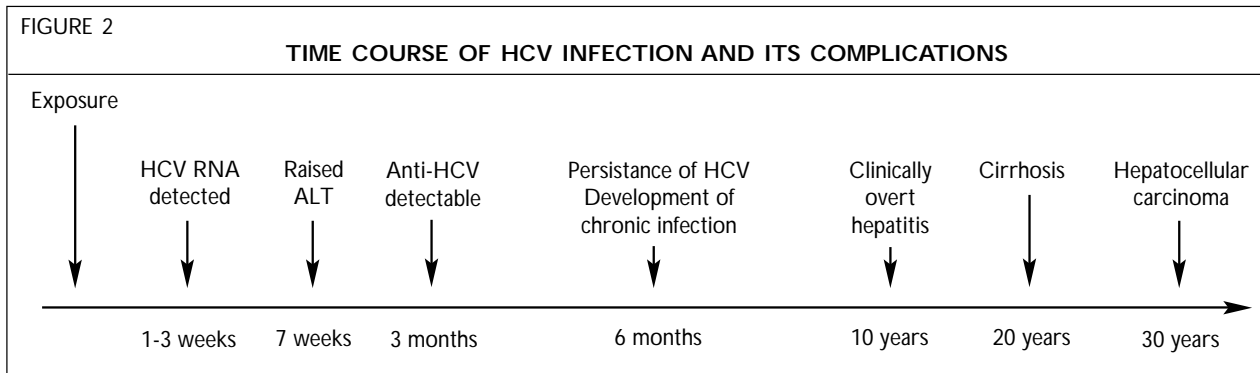 FIGURE 2
TIME COURSE OF HCV INFECTION AND ITS COMPLICATIONS
Exposure
HCV RNA
detected
Raised
ALT
Anti-HCV
detectable
Persistance of HCV
Development of
chronic infection
Clinically
overt
hepatitis
Cirrhosis
Hepatocellular
carcinoma
1-3 weeks
7 weeks
3 months
6 months
10 years
20 years
30 years